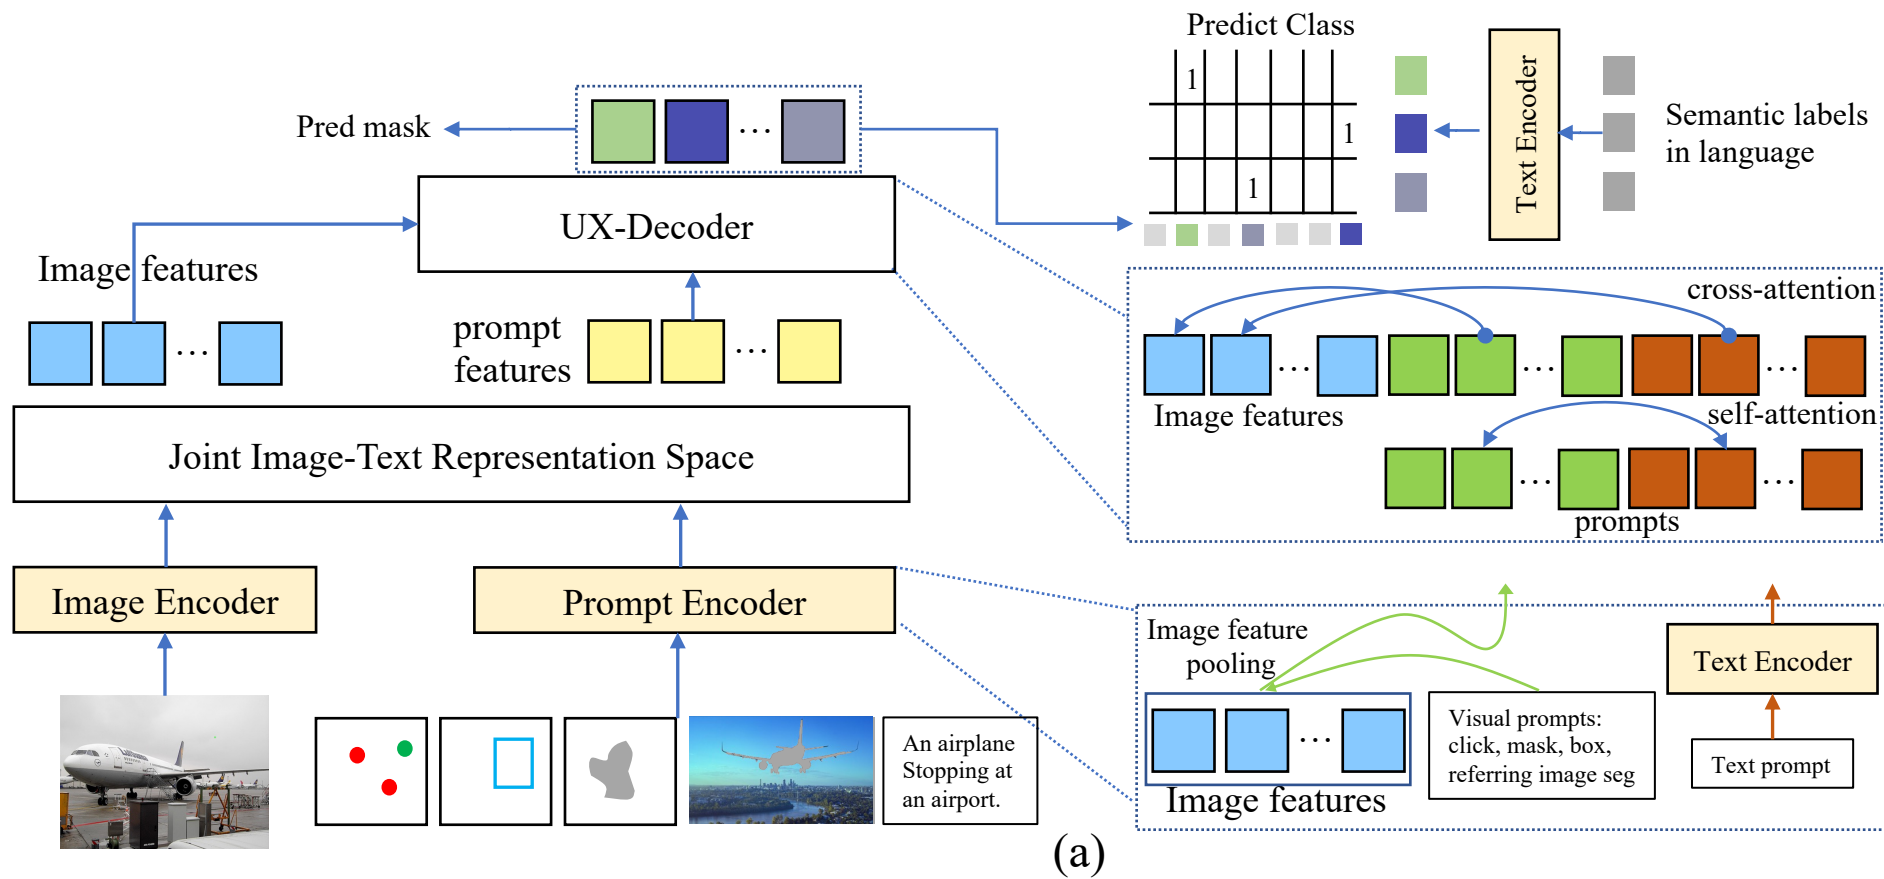 Predict Class
1
1
1
Text Encoder
Semantic labels
in language
Pred mask
...
UX-Decoder
Image features
...
prompt
features
...
cross-attention
...
...
...
Image features
self-attention
...
...
prompts
Joint Image-Text Representation Space
Image Encoder
Prompt Encoder
Image feature
pooling
Text Encoder
...
Visual prompts:
click, mask, box,
referring image seg
Text prompt
Image features
An airplane
Stopping at
an airport.
(a)